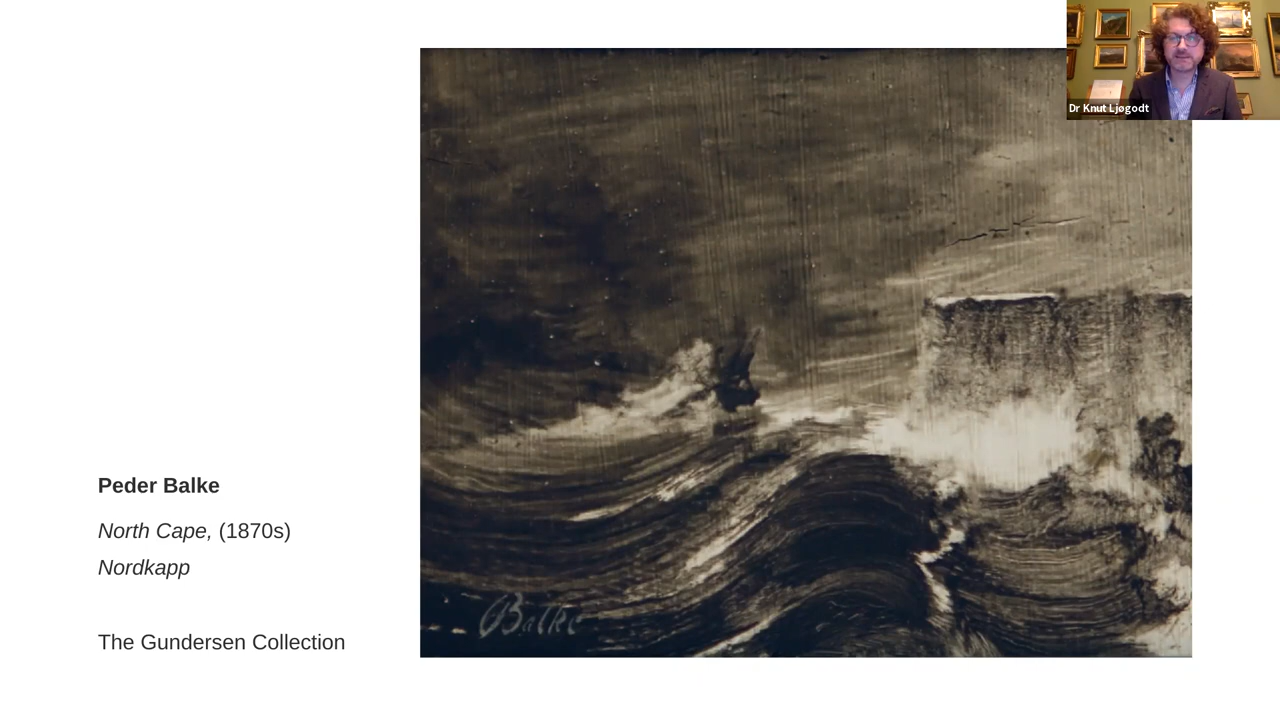 Dr Knut Ljøgodt
Peder Balke
North Cape, (1870s)
Nordkapp
The Gundersen Collection
Balke